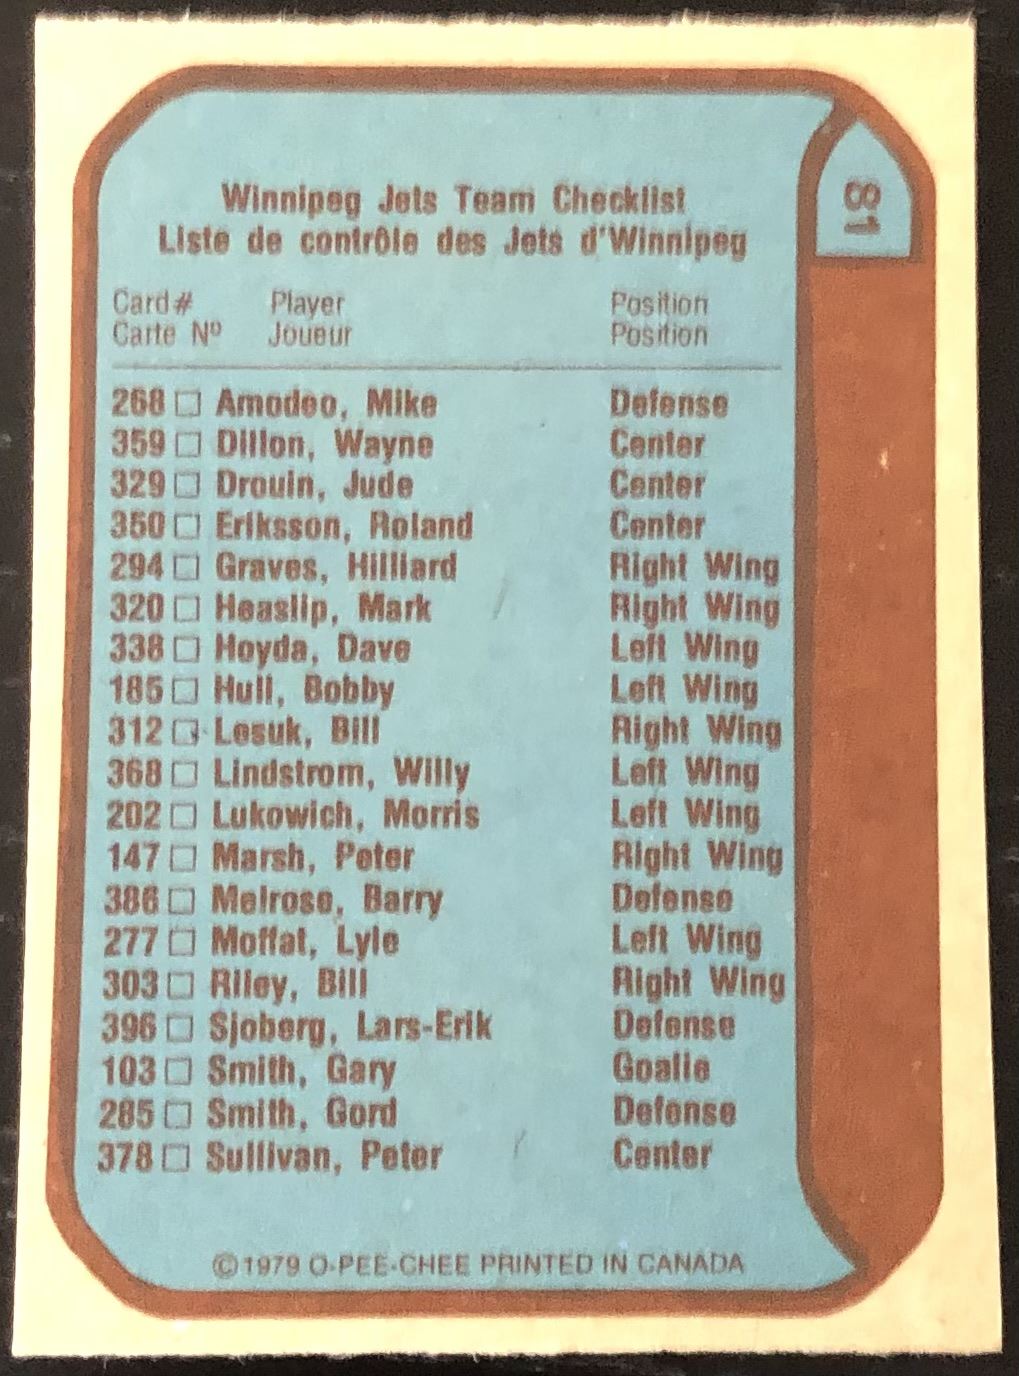 81
Winnipeg Jets Team Checklist
Liste de contrôle des Jets d'Winnipeg
Card # Player Position
Carte Nº Joueur Position
268 Amodeo, Mike Defense
359 Dillon, Wayne Center
329 Drouin, Jude Center
350 Eriksson, Roland Center
294 Graves, Hilliard Right Wing
320 Heaslip, Mark Right Wing
338 Hoyda, Dave Left Wing
185 Hull, Bobby Left Wing
312 Lesuk, Bill Right Wing
368 Lindstrom, Willy Left Wing
202 Lukowich, Morris Left Wing
147 Marsh, Peter Right Wing
386 Melrose, Barry Defense
277 Moffat, Lyle Left Wing
303 Riley, Bill Right Wing
396 Sjoberg, Lars-Erik Defense
103 Smith, Gary Goalie
285 Smith, Gord Defense
378 Sullivan, Peter Center
©1979 O-PEE-CHEE PRINTED IN CANADA